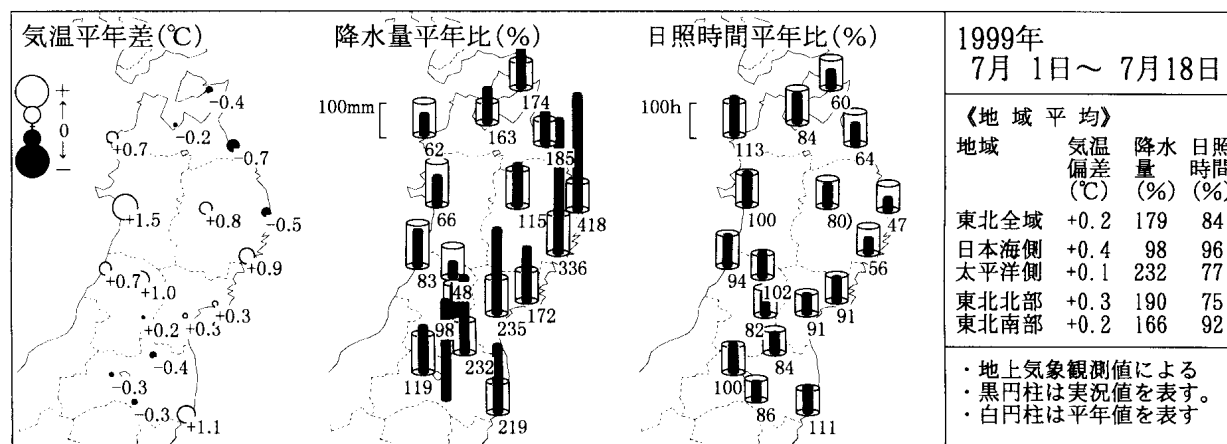 気温平年差(℃)
+
0
−
−0.4
−0.2
+0.7
−0.7
+1.5
+0.8
−0.5
+0.9
+0.7
+1.0
+0.3
+0.2
+0.3
−0.4
−0.3
−0.3
+1.1
降水量平年比(%)
100mm
174
163
62
185
66
115
418
336
83
48
172
235
98
232
119
219
日照時間平年比(%)
100h
60
113
84
64
100
80)
47
56
94
102
91
82
91
84
100
86
111
1999年
7月 1日～ 7月18日
《地 域 平 均》
地域 気温 降水 日照
偏差 量 時間
(℃) (%) (%)
東北全域 +0.2 179 84
日本海側 +0.4 98 96
太平洋側 +0.1 232 77
東北北部 +0.3 190 75
東北南部 +0.2 166 92
・地上気象観測値による
・黒円柱は実況値を表す。
・白円柱は平年値を表す